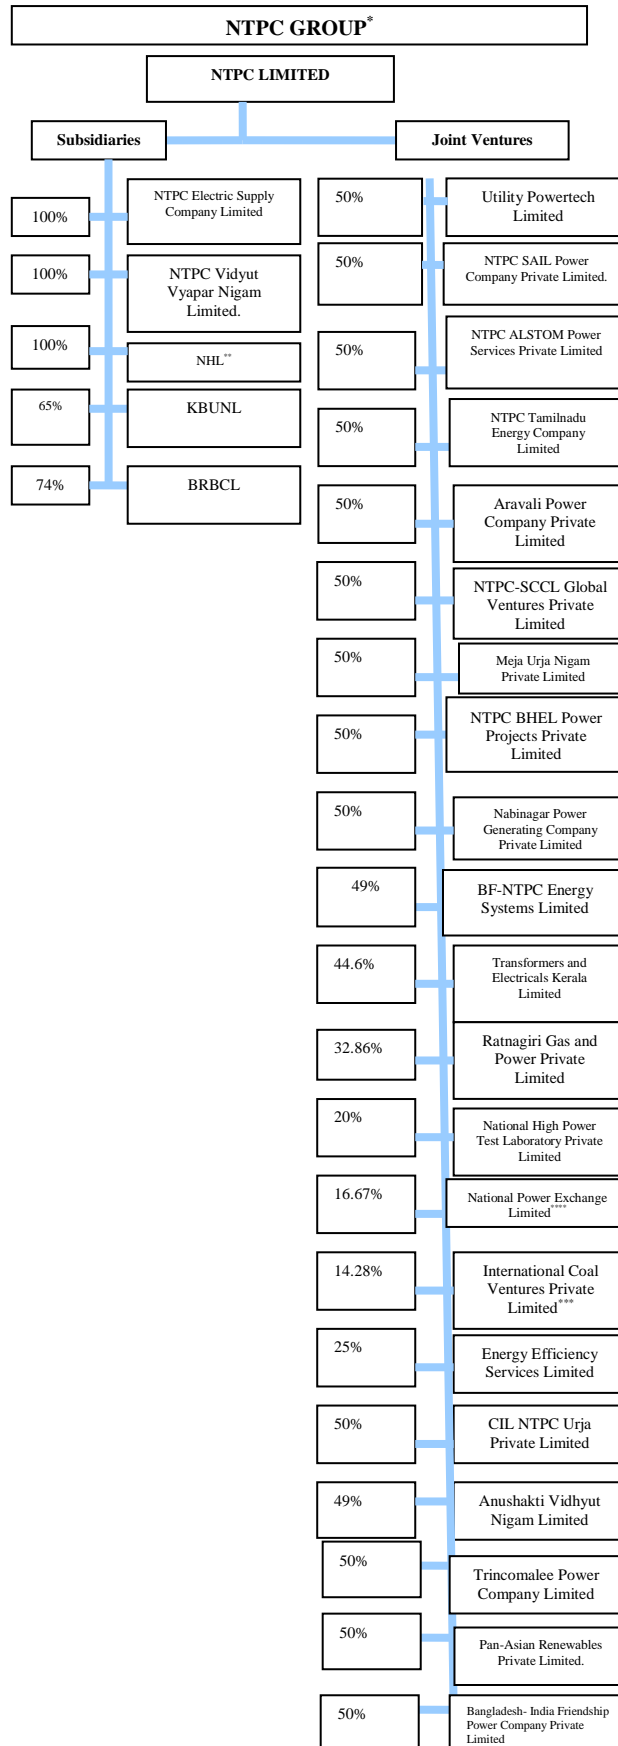 NTPC GROUP*
NTPC LIMITED
Subsidiaries
Joint Ventures
100%
NTPC Electric Supply
Company Limited
100%
NTPC Vidyut
Vyapar Nigam
Limited.
100%
NHL**
65%
KBUNL
74%
BRBCL
50%
Utility Powertech
Limited
50%
NTPC SAIL Power
Company Private Limited.
50%
NTPC ALSTOM Power
Services Private Limited
50%
NTPC Tamilnadu
Energy Company
Limited
50%
Aravali Power
Company Private
Limited
50%
NTPC-SCCL Global
Ventures Private
Limited
50%
Meja Urja Nigam
Private Limited
50%
NTPC BHEL Power
Projects Private
Limited
50%
Nabinagar Power
Generating Company
Private Limited
49%
BF-NTPC Energy
Systems Limited
44.6%
Transformers and
Electricals Kerala
Limited
32.86%
Ratnagiri Gas and
Power Private
Limited
20%
National High Power
Test Laboratory Private
Limited
16.67%
National Power Exchange
Limited****
14.28%
International Coal
Ventures Private
Limited***
25%
Energy Efficiency
Services Limited
50%
CIL NTPC Urja
Private Limited
49%
Anushakti Vidhyut
Nigam Limited
50%
Trincomalee Power
Company Limited
50%
Pan-Asian Renewables
Private Limited.
50%
Bangladesh- India Friendship
Power Company Private
Limited